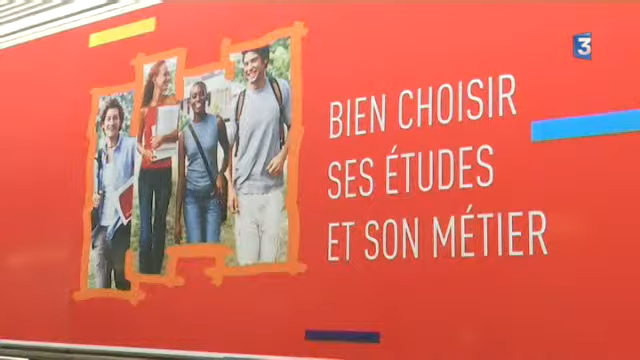 3
BIEN CHOISIR
SES ÉTUDES
ET SON MÉTIER